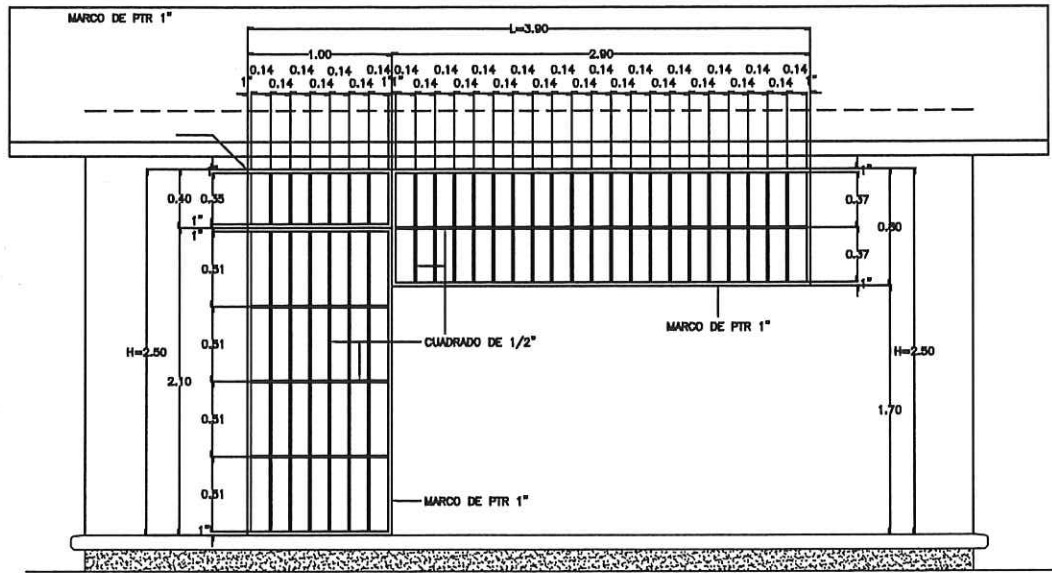 MARCO DE PTR 1"
L=3.90
1.00 2.90
0.14 0.14 0.14 0.14 0.14 0.14 0.14 0.14 0.14 0.14 0.14 0.14 0.14 0.14 0.14
1" 0.14 0.14 0.14 1" 1" 0.14 0.14 0.14 0.14 0.14 0.14 0.14 0.14 0.14 0.14 1"
1" 1"
0.40 0.35 0.37
1" 0.80
1"
0.51 0.37
1"
MARCO DE PTR 1"
0.51 CUADRADO DE 1/2"
H=2.50 H=2.50
2.10
0.51 1.70
0.51 MARCO DE PTR 1"
1"